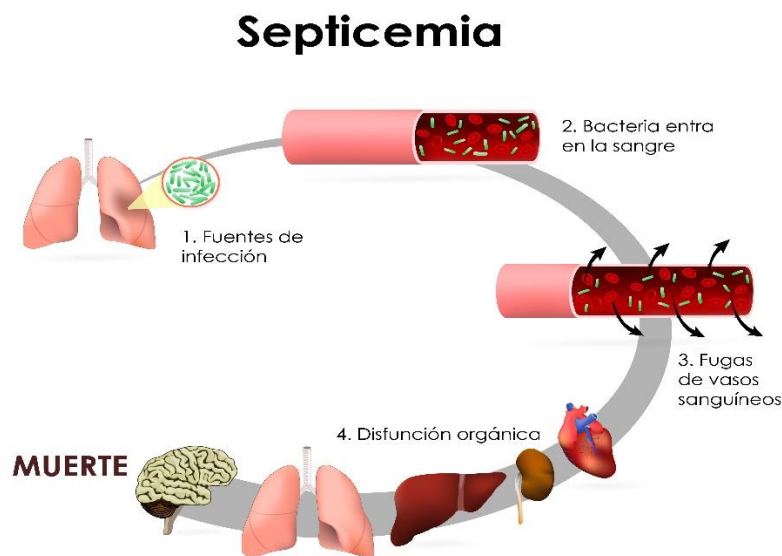 Septicemia
2. Bacteria entra
en la sangre
1. Fuentes de
infección
3. Fugas
de vasos
sanguíneos
4. Disfunción orgánica
MUERTE